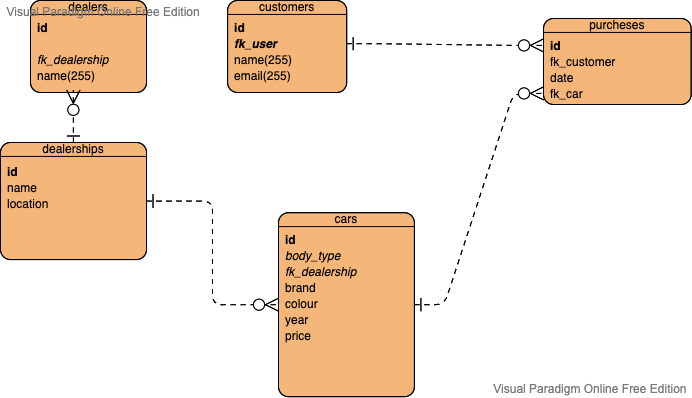 dealers
Visual Paradigm Online Free Edition
id
fk_dealership
name(255)
customers
id
fk_user
name(255)
email(255)
purcheses
id
fk_customer
date
fk_car
dealerships
id
name
location
cars
id
body_type
fk_dealership
brand
colour
year
price
Visual Paradigm Online Free Edition